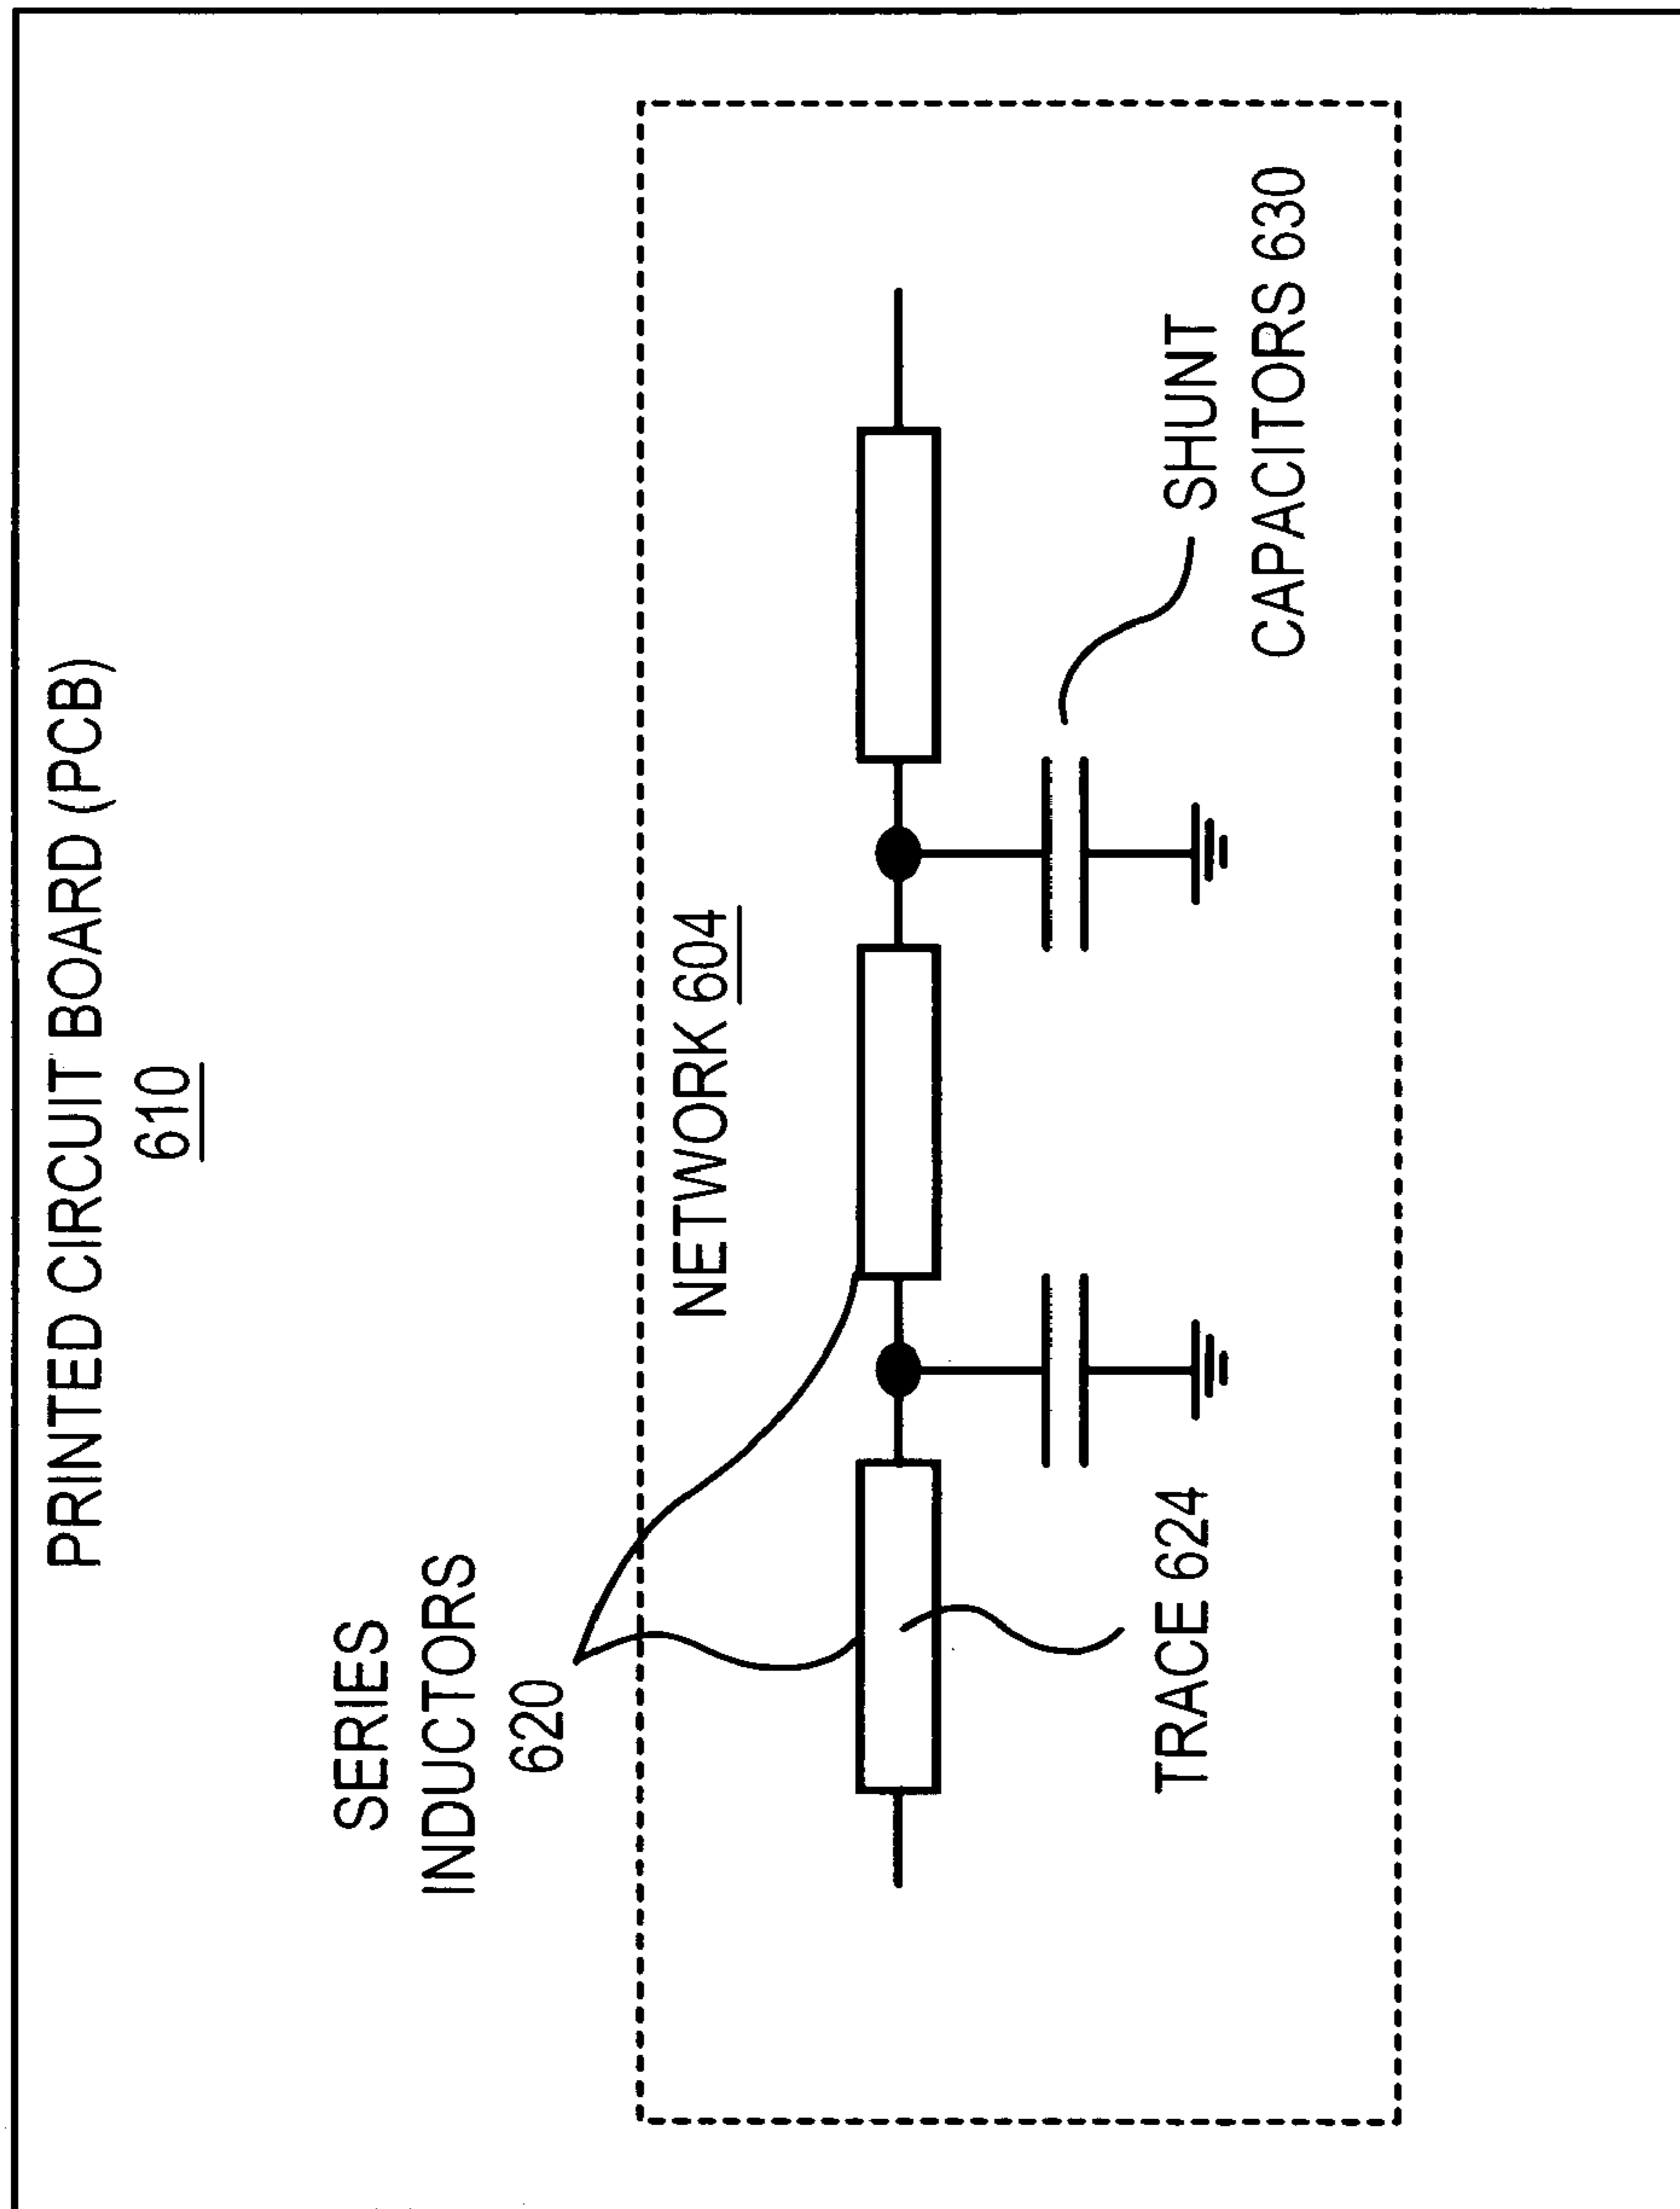 PRINTED CIRCUIT BOARD (PCB)
610
SERIES
INDUCTORS
620
NETWORK 604
TRACE 624
SHUNT
CAPACITORS 630